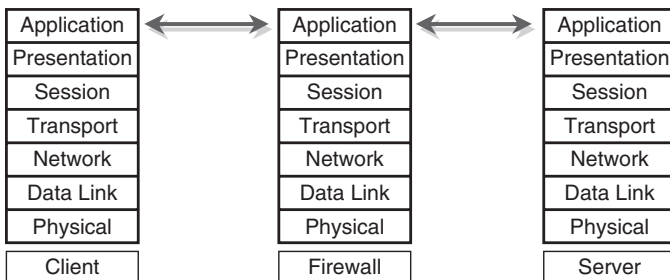 Application Application Application
Presentation Presentation Presentation
Session Session Session
Transport Transport Transport
Network Network Network
Data Link Data Link Data Link
Physical Physical Physical
Client Firewall Server